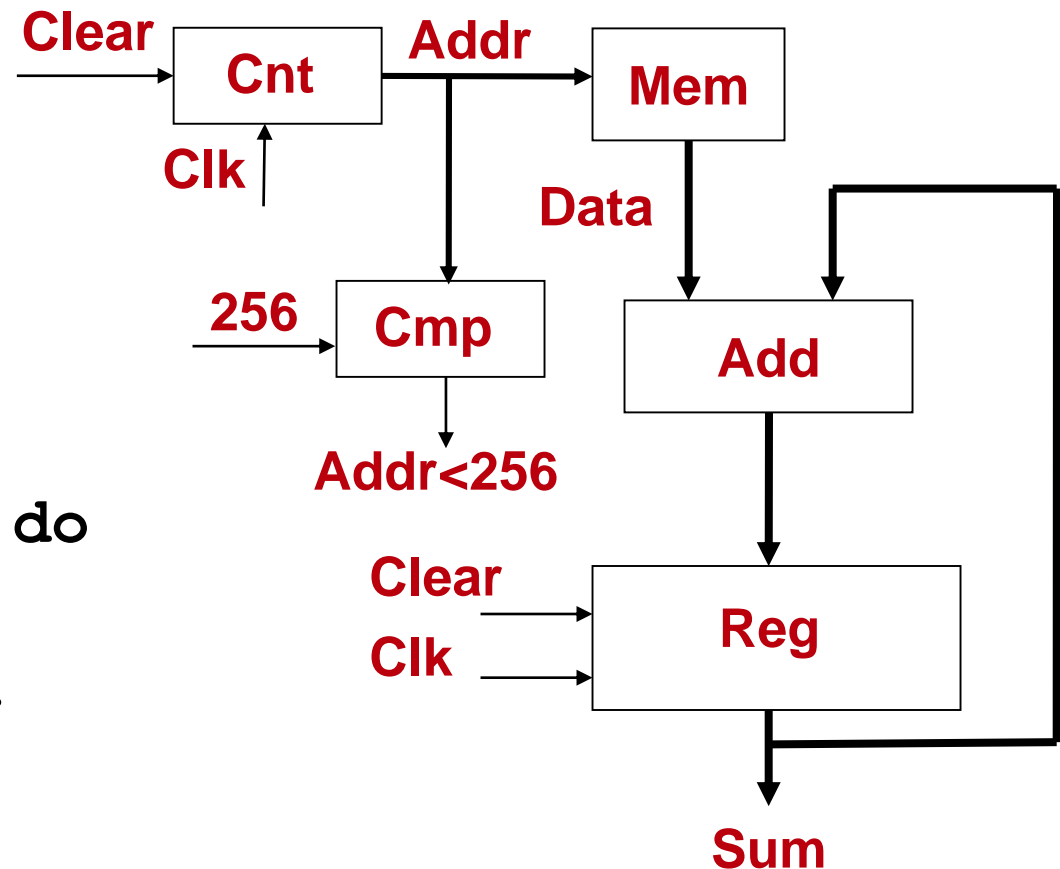 Clear
Cnt
Addr
Mem
Clk
Data
256
Cmp
Add
Addr<256
do
Clear
Reg
Clk
Sum